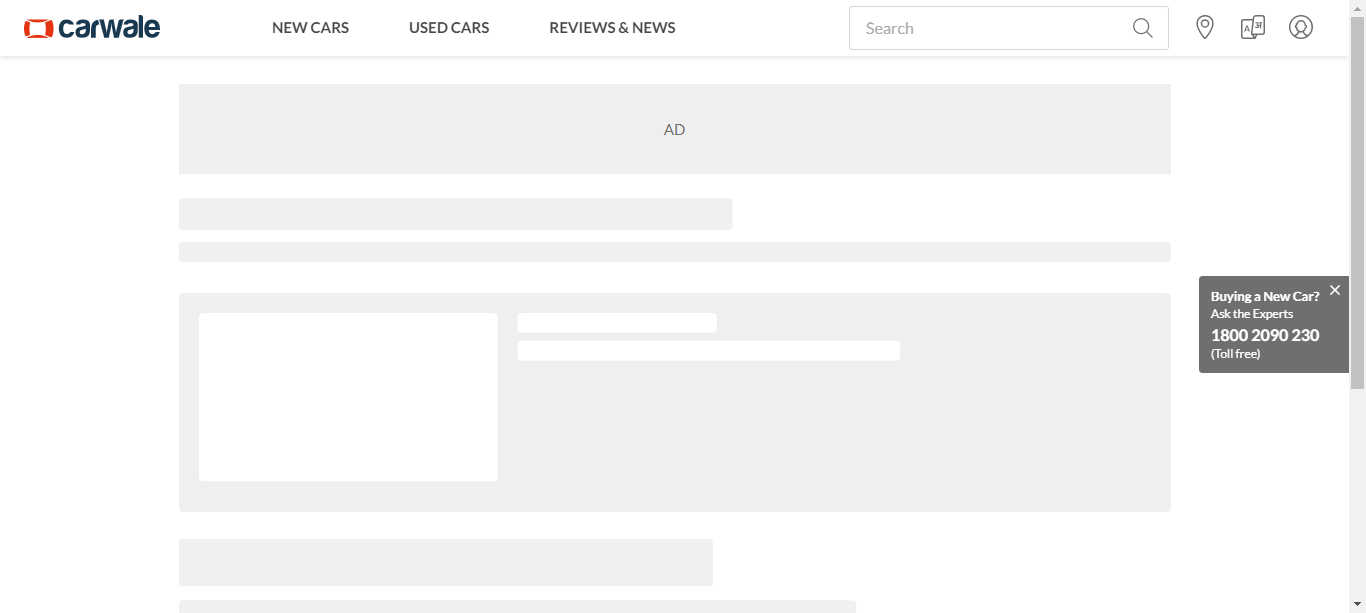 carwale
NEW CARS
USED CARS
REVIEWS & NEWS
Search
AD
Buying a New Car?
Ask the Experts
1800 2090 230
(Toll free)